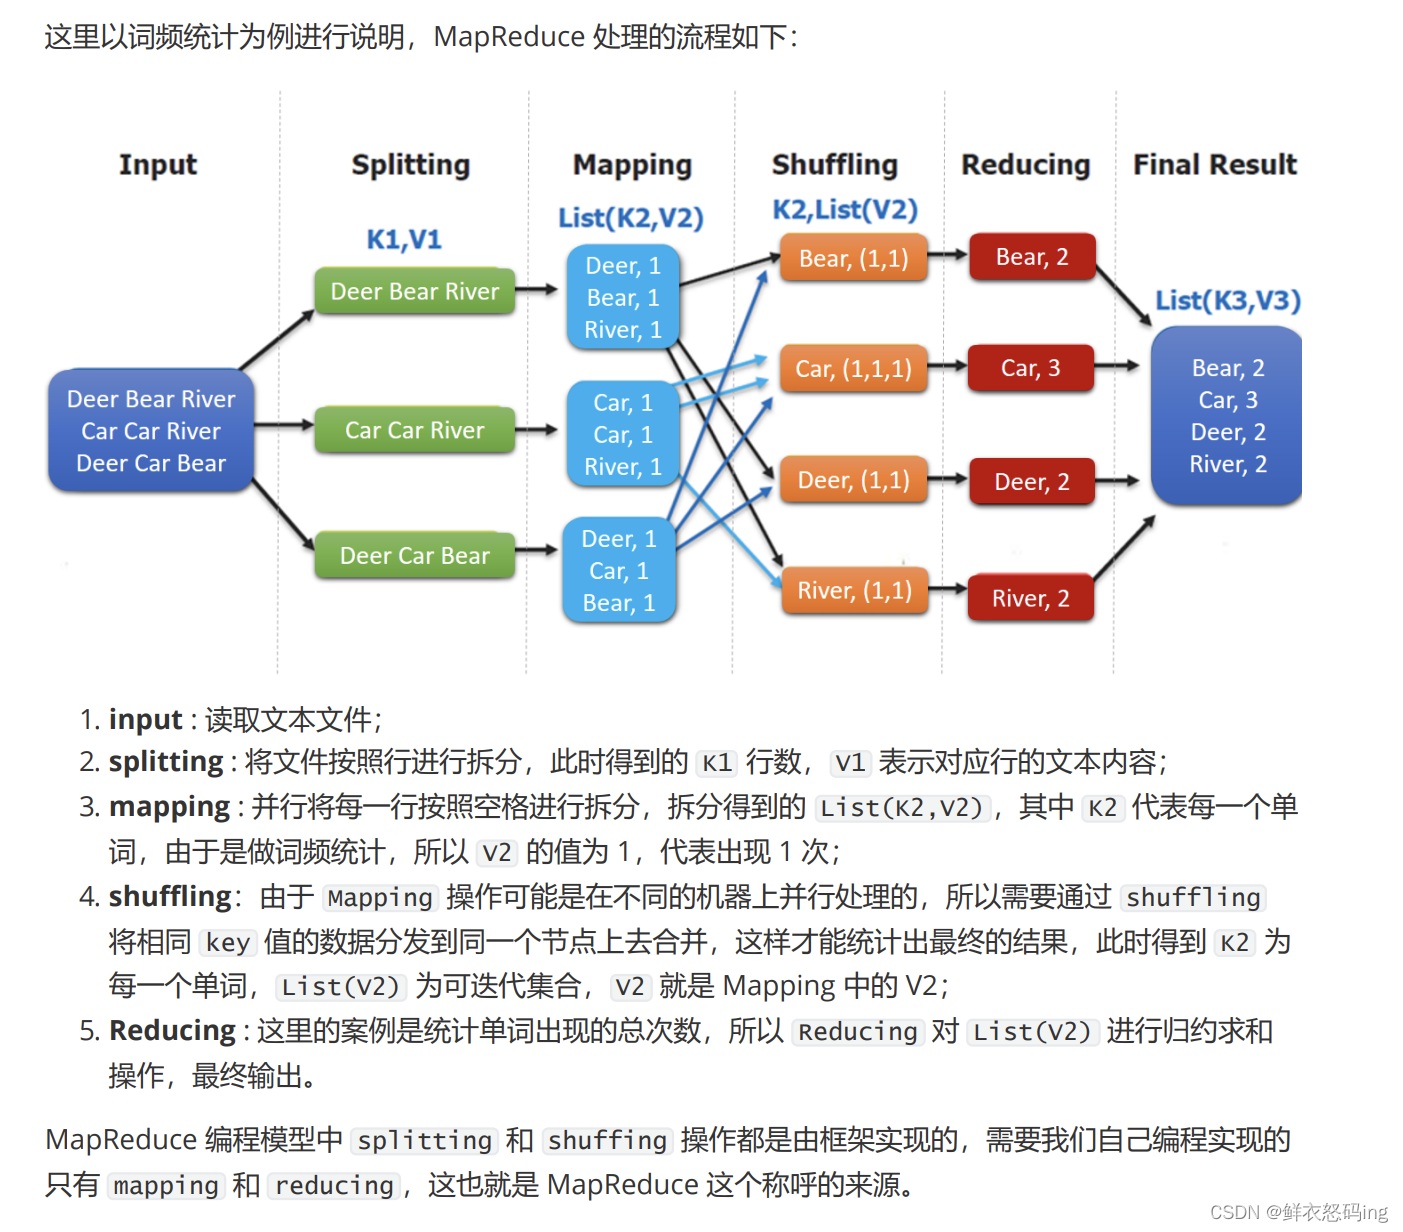 这里以词频统计为例进行说明，MapReduce 处理的流程如下：
Input
Splitting
Mapping
Shuffling
Reducing
Final Result
K1,V1
List(K2,V2)
K2,List(V2)
List(K3,V3)
Deer Bear River
Car Car River
Deer Car Bear
Deer Bear River
Car Car River
Deer Car Bear
Deer, 1
Bear, 1
River, 1
Car, 1
Car, 1
River, 1
Deer, 1
Car, 1
Bear, 1
Bear, (1,1)
Car, (1,1,1)
Deer, (1,1)
River, (1,1)
Bear, 2
Car, 3
Deer, 2
River, 2
Bear, 2
Car, 3
Deer, 2
River, 2
1. input : 读取文本文件；
2. splitting : 将文件按照行进行拆分，此时得到的 K1 行数， V1 表示对应行的文本内容；
3. mapping : 并行将每一行按照空格进行拆分，拆分得到的 List(K2,V2) ，其中 K2 代表每一个单
词，由于是做词频统计，所以 V2 的值为 1，代表出现 1 次；
4. shuffling：由于 Mapping 操作可能是在不同的机器上并行处理的，所以需要通过 shuffling
将相同 key 值的数据分发到同一个节点上去合并，这样才能统计出最终的结果，此时得到 K2 为
每一个单词， List(V2) 为可迭代集合， V2 就是 Mapping 中的 V2；
5. Reducing : 这里的案例是统计单词出现的总次数，所以 Reducing 对 List(V2) 进行归约求和
操作，最终输出。
MapReduce 编程模型中 splitting 和 shuffing 操作都是由框架实现的，需要我们自己编程实现的
只有 mapping 和 reducing ，这也就是 MapReduce 这个称呼的来源。
CSDN @鲜衣怒码ing